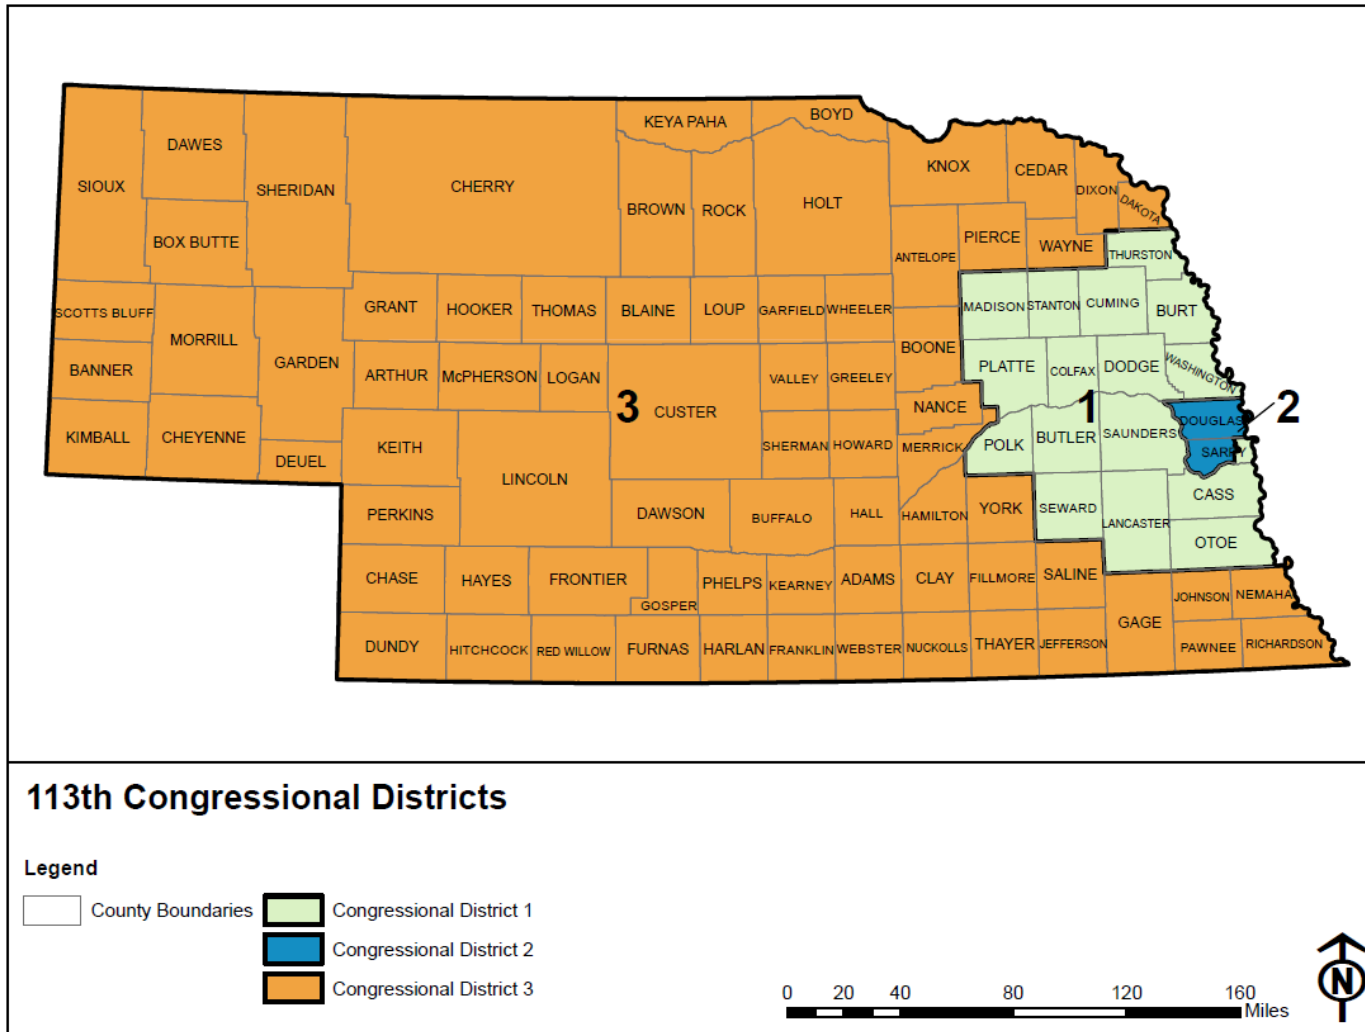 KEYA PAHA
BOYD
DAWES
KNOX
CEDAR
SIOUX
SHERIDAN
CHERRY
DIXON
DAKOTA
BROWN
ROCK
HOLT
BOX BUTTE
ANTELOPE
PIERCE
WAYNE
THURSTON
SCOTTS BLUFF
GRANT
HOOKER
THOMAS
BLAINE
LOUP
GARFIELD
WHEELER
MADISON
STANTON
CUMING
BURT
MORRILL
BANNER
GARDEN
ARTHUR
McPHERSON
LOGAN
VALLEY
GREELEY
BOONE
PLATTE
COLFAX
DODGE
WASHINGTON
3
CUSTER
NANCE
1
2
KIMBALL
CHEYENNE
KEITH
SHERMAN
HOWARD
MERRICK
POLK
BUTLER
SAUNDERS
DOUGLAS
SARPY
DEUEL
LINCOLN
PERKINS
DAWSON
BUFFALO
HALL
HAMILTON
YORK
SEWARD
LANCASTER
CASS
OTOE
CHASE
HAYES
FRONTIER
GOSPER
PHELPS
KEARNEY
ADAMS
CLAY
FILLMORE
SALINE
JOHNSON
NEMAHA
GAGE
DUNDY
HITCHCOCK
RED WILLOW
FURNAS
HARLAN
FRANKLIN
WEBSTER
NUCKOLLS
THAYER
JEFFERSON
PAWNEE
RICHARDSON
113th Congressional Districts
Legend
County Boundaries
Congressional District 1
Congressional District 2
Congressional District 3
0 20 40 80 120 160
Miles
N